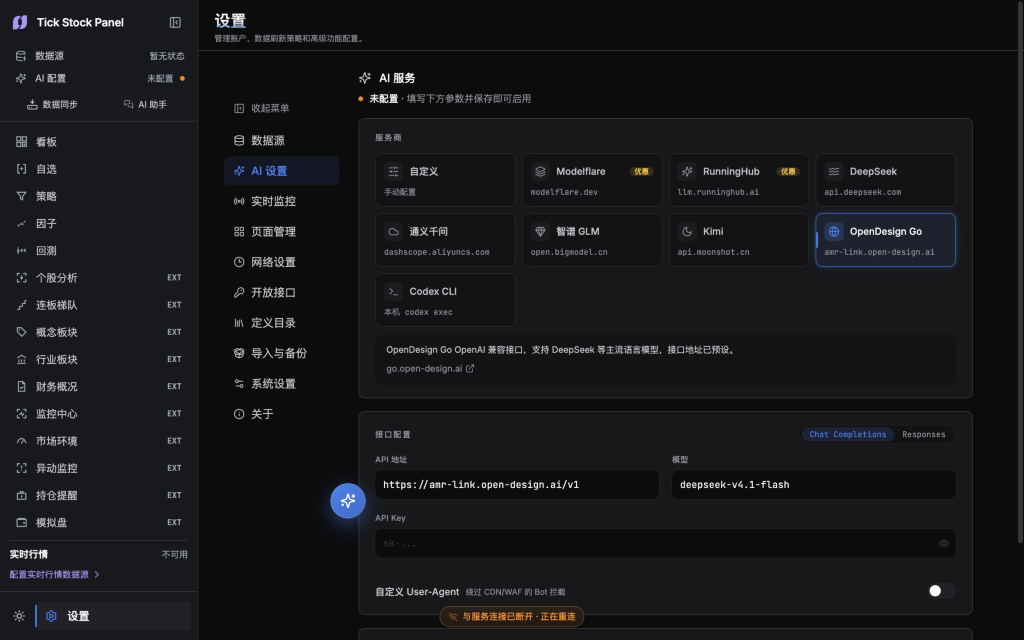 Tick Stock Panel
数据源 暂无状态
AI 配置 未配置
数据同步 AI 助手
看板
自选
策略
因子
回测
个股分析 EXT
连板梯队 EXT
概念板块 EXT
行业板块 EXT
财务概况 EXT
监控中心 EXT
市场环境 EXT
异动监控 EXT
持仓提醒 EXT
模拟盘 EXT
实时行情 不可用
配置实时行情数据源
设置
设置
管理账户、数据刷新策略和高级功能配置。
收起菜单
数据源
AI 设置
实时监控
页面管理
网络设置
开放接口
定义目录
导入与备份
系统设置
关于
AI 服务
未配置 · 填写下方参数并保存即可启用
服务商
自定义
手动配置
Modelflare 优惠
modelflare.dev
RunningHub 优惠
llm.runninghub.ai
DeepSeek
api.deepseek.com
通义千问
dashscope.aliyuncs.com
智谱 GLM
open.bigmodel.cn
Kimi
api.moonshot.cn
OpenDesign Go
amr-link.open-design.ai
Codex CLI
本机 codex exec
OpenDesign Go OpenAI 兼容接口，支持 DeepSeek 等主流语言模型，接口地址已预设。
go.open-design.ai
接口配置 Chat Completions Responses
API 地址 模型
https://amr-link.open-design.ai/v1 deepseek-v4.1-flash
API Key
sk-...
自定义 User-Agent 绕过 CDN/WAF 的 Bot 拦截
与服务连接已断开 · 正在重连